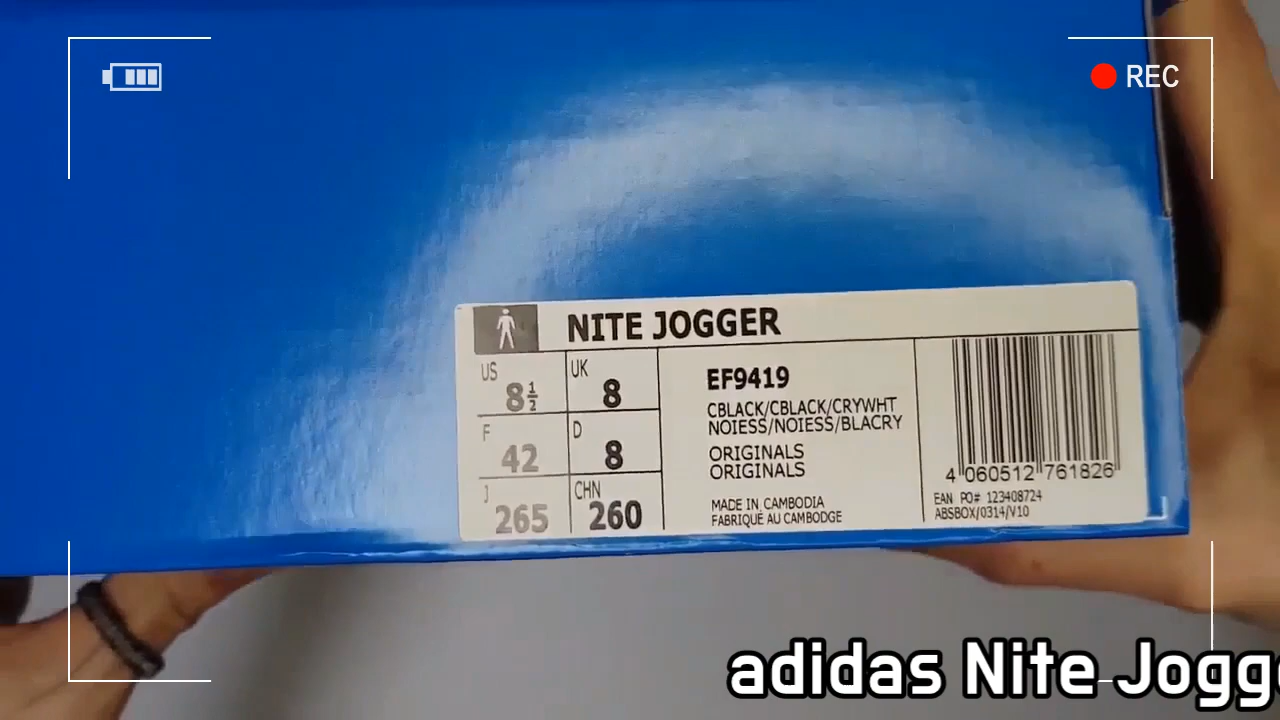 REC
NITE JOGGER
US 8½ UK 8
F 42 D 8
J 265 CHN 260
EF9419
CBLACK/CBLACK/CRYWHT
NOIESS/NOIESS/BLACRY
ORIGINALS
ORIGINALS
MADE IN CAMBODIA
FABRIQUÉ AU CAMBODGE
4 060512 761826
EAN PO# 123408724
ABSBOX/0314/V10
adidas Nite Jogge